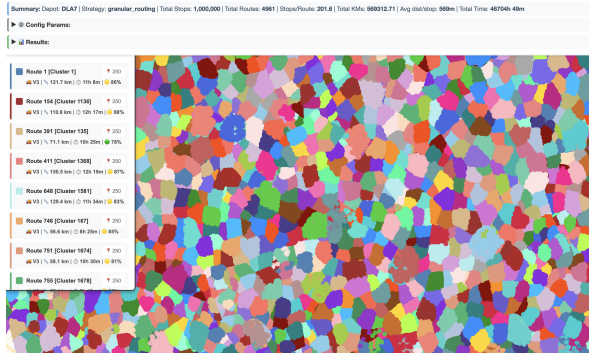 Summary: Depot: DLA7 | Strategy: granular_routing | Total Stops: 1,000,000 | Total Routes: 4961 | Stops/Route: 201.6 | Total KMs: 569312.71 | Avg dist/stop: 569m | Total Time: 46704h 49m
▶ ⚙ Config Params:
▶ 📊 Results:
Route 1 [Cluster 1] 📍 250
🚚 V3 | 📏 121.7 km | ⏱ 11h 8m | 🟡 86%
Route 154 [Cluster 1136] 📍 250
🚚 V3 | 📏 110.8 km | ⏱ 12h 17m | 🟡 88%
Route 391 [Cluster 135] 📍 250
🚚 V3 | 📏 71.1 km | ⏱ 10h 25m | 🟢 78%
Route 411 [Cluster 1368] 📍 250
🚚 V3 | 📏 150.5 km | ⏱ 12h 19m | 🟡 87%
Route 648 [Cluster 1581] 📍 250
🚚 V3 | 📏 129.4 km | ⏱ 11h 34m | 🟡 83%
Route 746 [Cluster 167] 📍 250
🚚 V3 | 📏 56.6 km | ⏱ 8h 25m | 🟡 85%
Route 751 [Cluster 1674] 📍 250
🚚 V3 | 📏 58.1 km | ⏱ 10h 30m | 🟡 81%
Route 755 [Cluster 1678] 📍 250